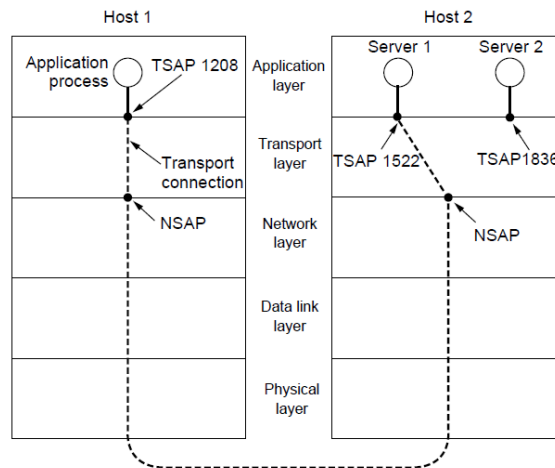 Host 1
Host 2
Application
process
TSAP 1208
Application
layer
Server 1
Server 2
Transport
connection
Transport
layer
TSAP 1522
TSAP1836
NSAP
Network
layer
NSAP
Data link
layer
Physical
layer